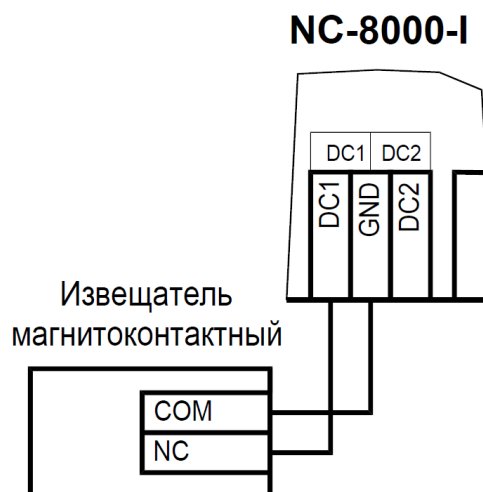 NC-8000-I
DC1 DC2
DC1 GND DC2
Извещатель
магнитоконтактный
COM
NC